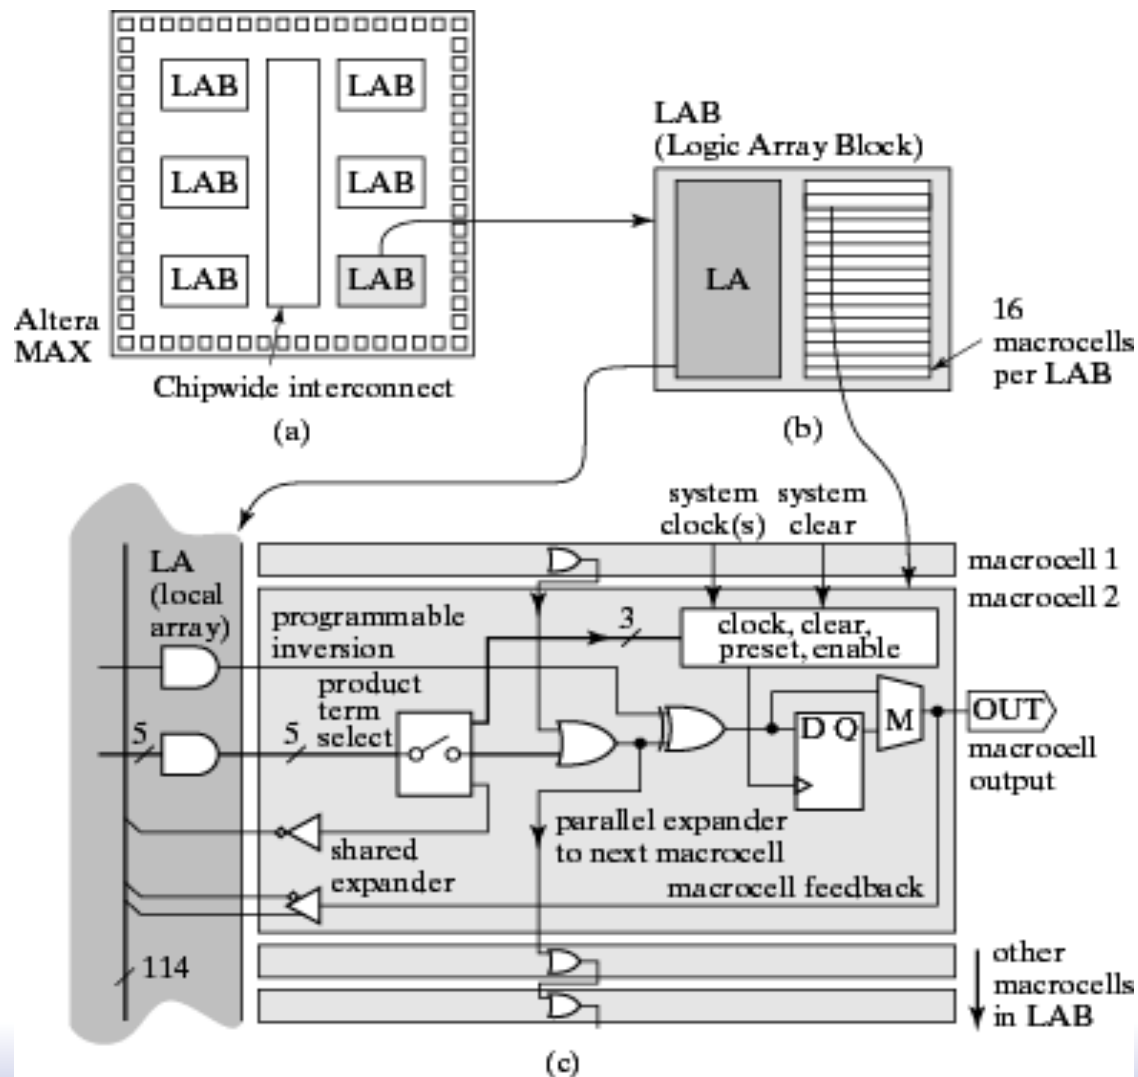 LAB
LAB
LAB
LAB
LAB
LAB
Altera
MAX
Chipwide interconnect
(a)
LAB
(Logic Array Block)
LA
16
macrocells
per LAB
(b)
system
clock(s)
system
clear
LA
(local
array)
macrocell 1
macrocell 2
programmable
inversion
3
clock, clear,
preset, enable
product
term
select
5
5
D Q
M
OUT
macrocell
output
parallel expander
to next macrocell
shared
expander
macrocell feedback
114
other
macrocells
in LAB
(c)